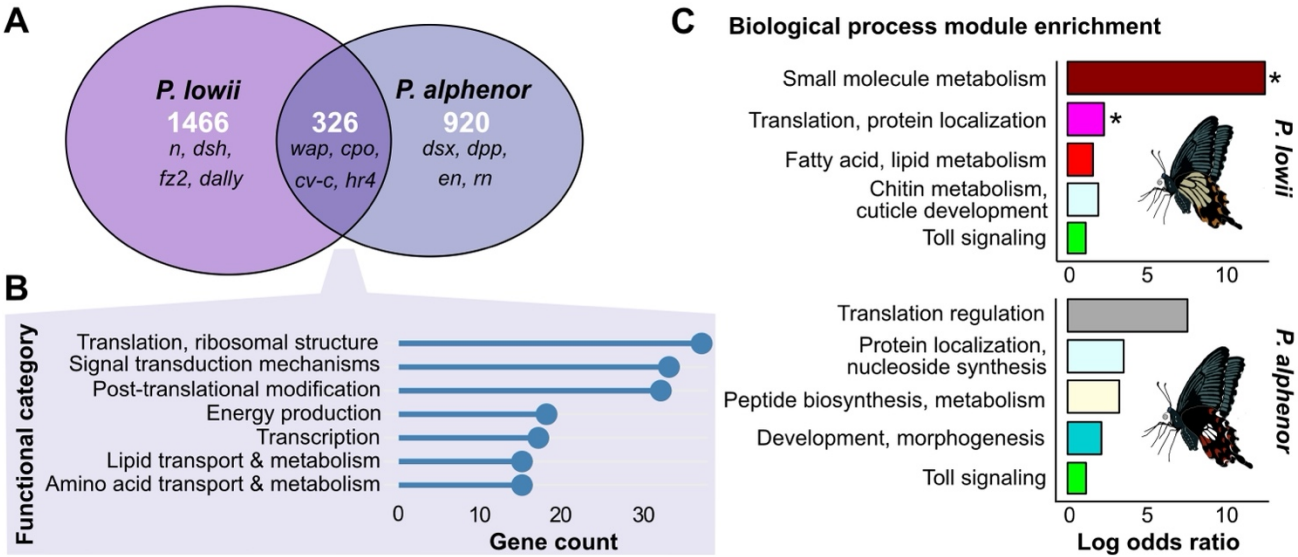 A
P. lowii
1466
n, dsh,
fz2, dally
326
wap, cpo,
cv-c, hr4
P. alphenor
920
dsx, dpp,
en, rn
B
Functional category
Translation, ribosomal structure
Signal transduction mechanisms
Post-translational modification
Energy production
Transcription
Lipid transport & metabolism
Amino acid transport & metabolism
0 10 20 30
Gene count
C
Biological process module enrichment
Small molecule metabolism
*
Translation, protein localization
*
Fatty acid, lipid metabolism
Chitin metabolism,
cuticle development
Toll signaling
0 5 10
P. lowii
Translation regulation
Protein localization,
nucleoside synthesis
Peptide biosynthesis, metabolism
Development, morphogenesis
Toll signaling
0 5 10
Log odds ratio
P. alphenor